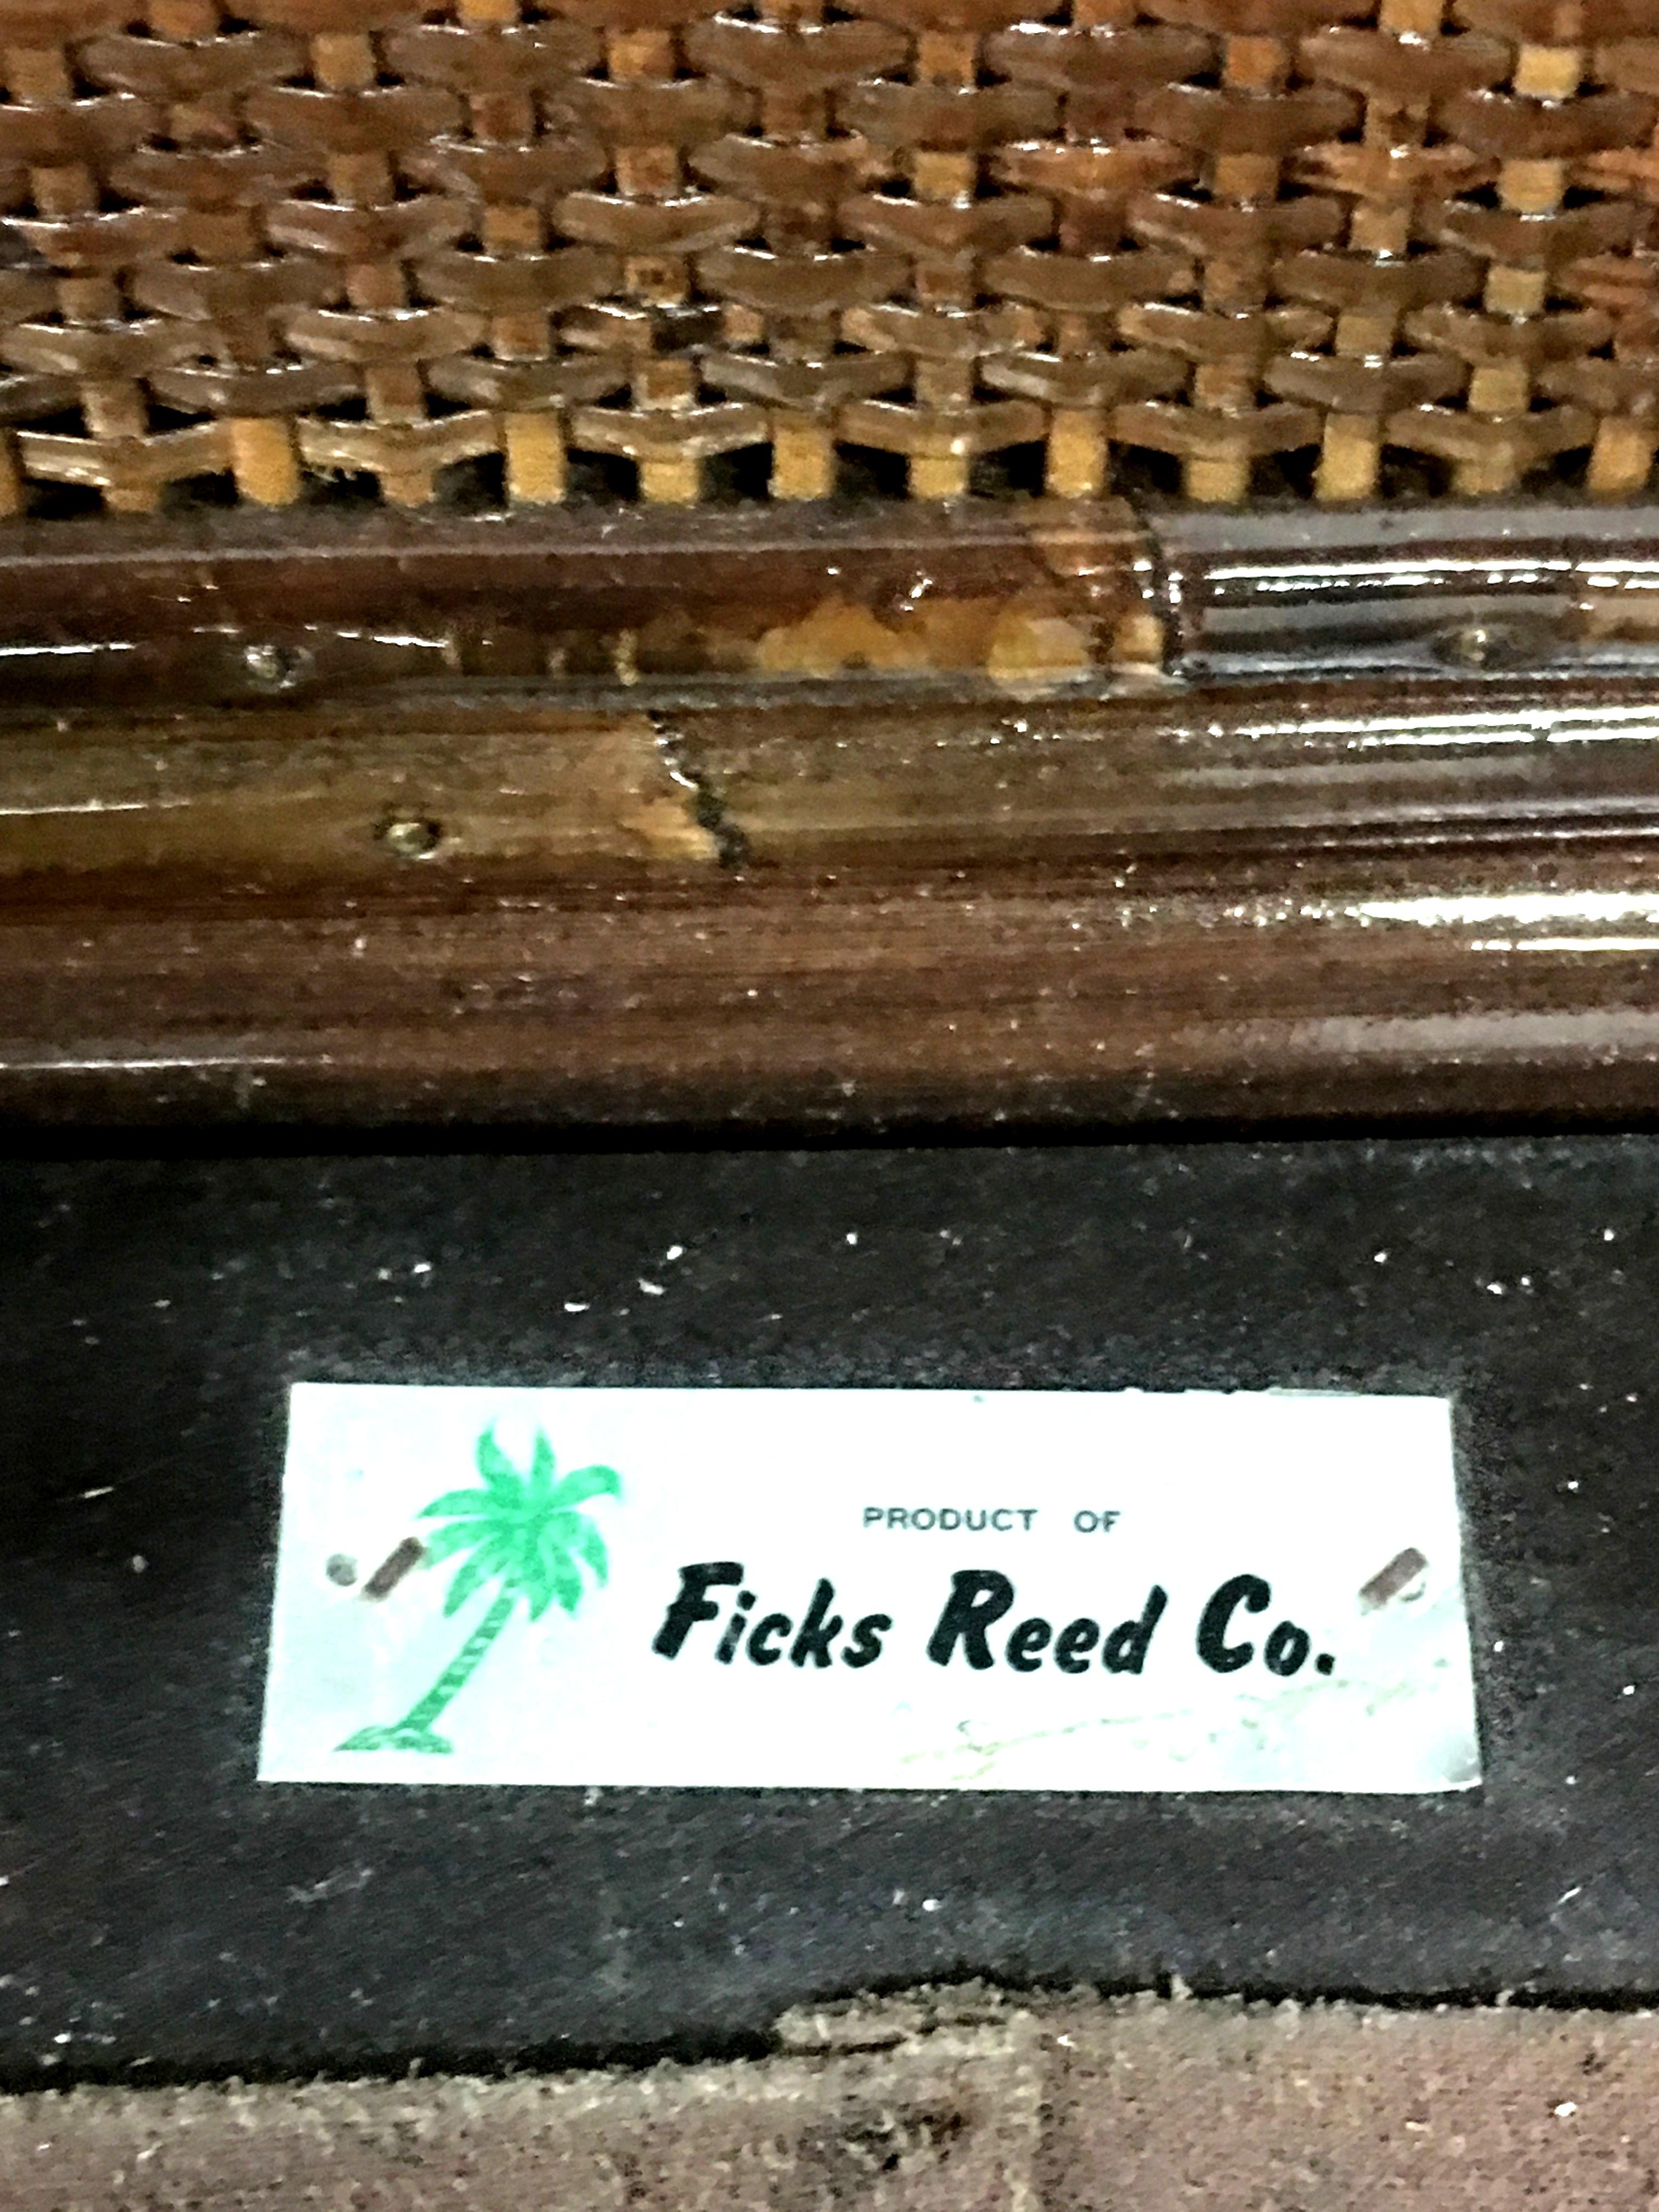 PRODUCT OF
Ficks Reed Co.